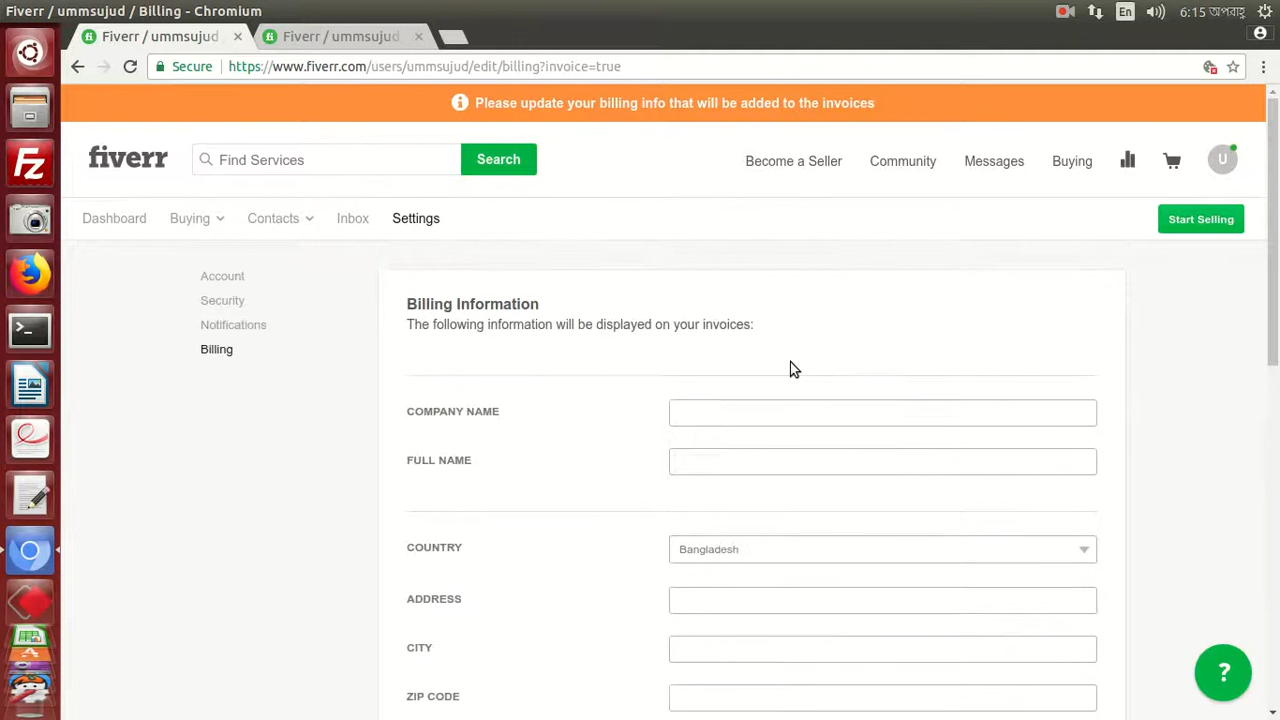 Fiverr / ummsujud / Billing - Chromium
En
6:15 অপরাহ্ণ
Fiverr / ummsujud
Fiverr / ummsujud
Secure
https://www.fiverr.com/users/ummsujud/edit/billing?invoice=true
Please update your billing info that will be added to the invoices
fiverr
Find Services
Search
Become a Seller
Community
Messages
Buying
U
Dashboard
Buying
Contacts
Inbox
Settings
Start Selling
Account
Security
Notifications
Billing
Billing Information
The following information will be displayed on your invoices:
COMPANY NAME
FULL NAME
COUNTRY
Bangladesh
ADDRESS
CITY
ZIP CODE
?
Fz